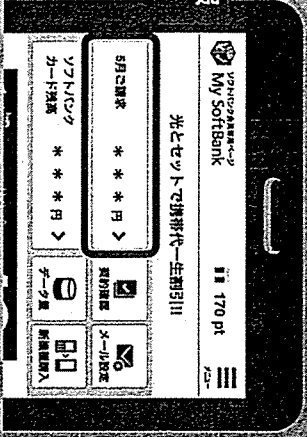 ソフトバンク会員専用ページ
My SoftBank
170 pt
メニュー
光とセットで携帯代一生割引!!
5月ご請求
＊＊＊円 >
ソフトバンク
カード残高
＊＊＊円 >
契約確認
メール設定
データ量
新機種購入